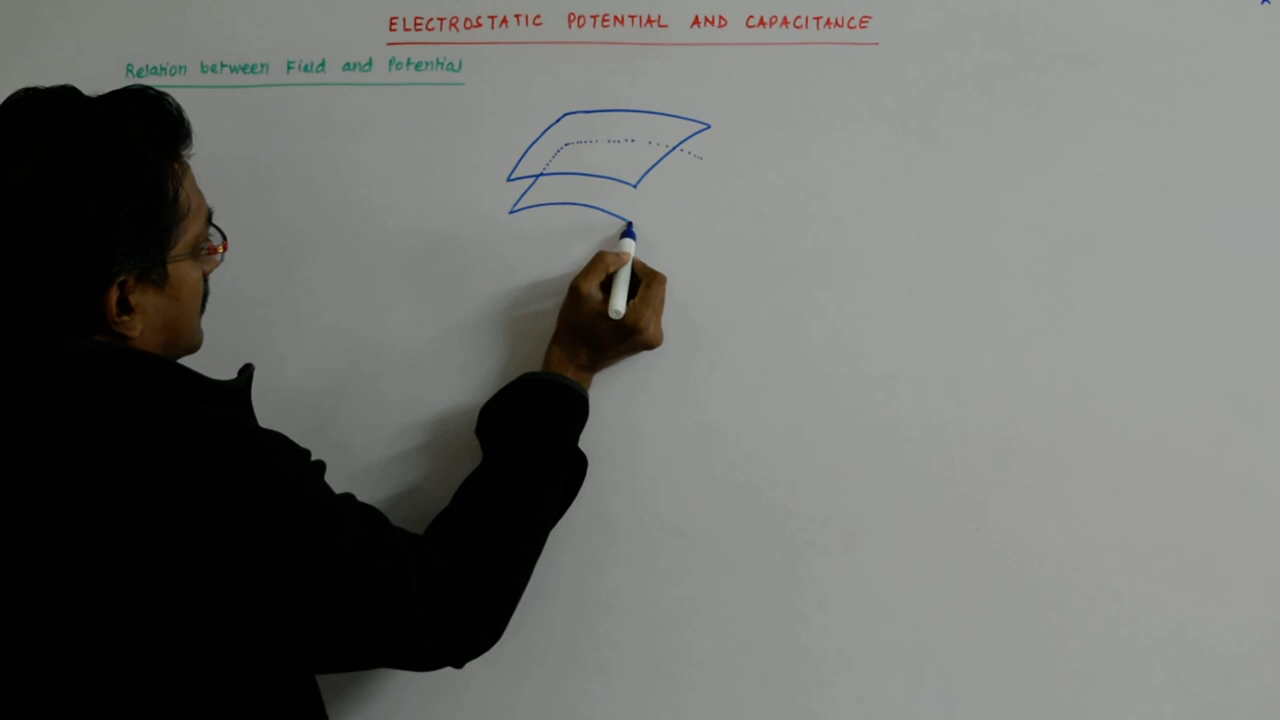 ELECTROSTATIC POTENTIAL AND CAPACITANCE
Relation between Field and Potential